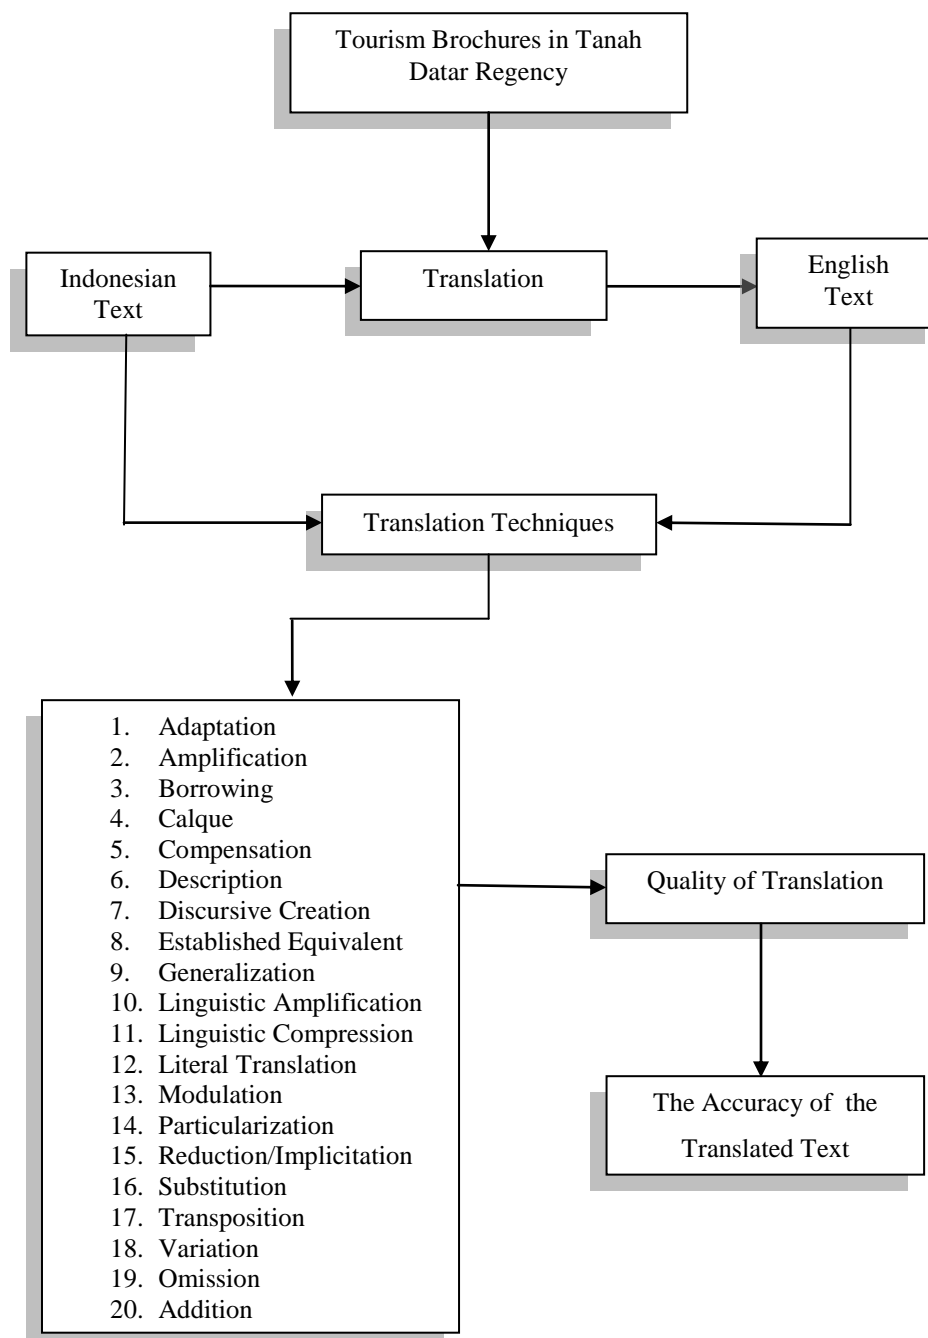 Tourism Brochures in Tanah
Datar Regency
Indonesian
Text
Translation
English
Text
Translation Techniques
1. Adaptation
2. Amplification
3. Borrowing
4. Calque
5. Compensation
6. Description
7. Discursive Creation
8. Established Equivalent
9. Generalization
10. Linguistic Amplification
11. Linguistic Compression
12. Literal Translation
13. Modulation
14. Particularization
15. Reduction/Implicitation
16. Substitution
17. Transposition
18. Variation
19. Omission
20. Addition
Quality of Translation
The Accuracy of the
Translated Text